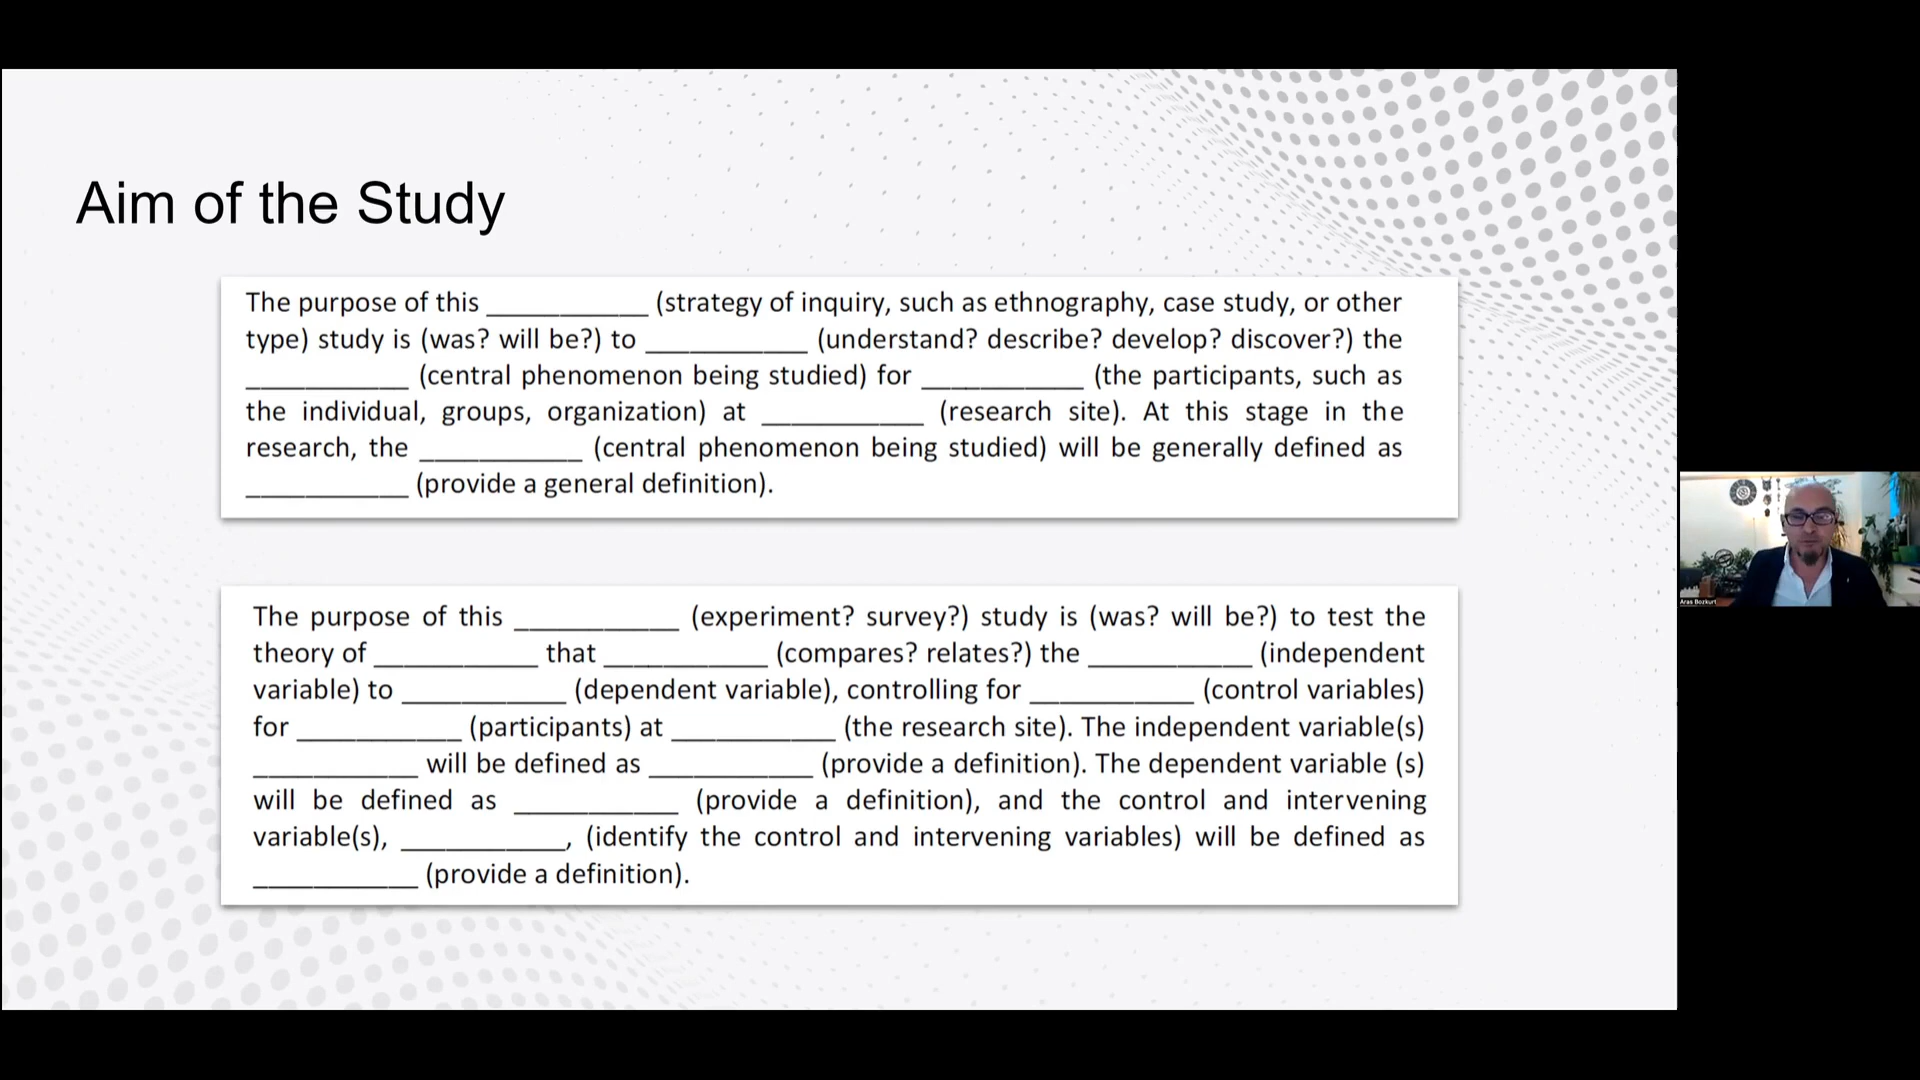 Aim of the Study
The purpose of this ___________ (strategy of inquiry, such as ethnography, case study, or other
type) study is (was? will be?) to ___________ (understand? describe? develop? discover?) the
___________ (central phenomenon being studied) for ___________ (the participants, such as
the individual, groups, organization) at ___________ (research site). At this stage in the
research, the ___________ (central phenomenon being studied) will be generally defined as
___________ (provide a general definition).
The purpose of this ___________ (experiment? survey?) study is (was? will be?) to test the
theory of ___________ that ___________ (compares? relates?) the ___________ (independent
variable) to ___________ (dependent variable), controlling for ___________ (control variables)
for ___________ (participants) at ___________ (the research site). The independent variable(s)
___________ will be defined as ___________ (provide a definition). The dependent variable (s)
will be defined as ___________ (provide a definition), and the control and intervening
variable(s), ___________, (identify the control and intervening variables) will be defined as
___________ (provide a definition).
Aras Bozkurt